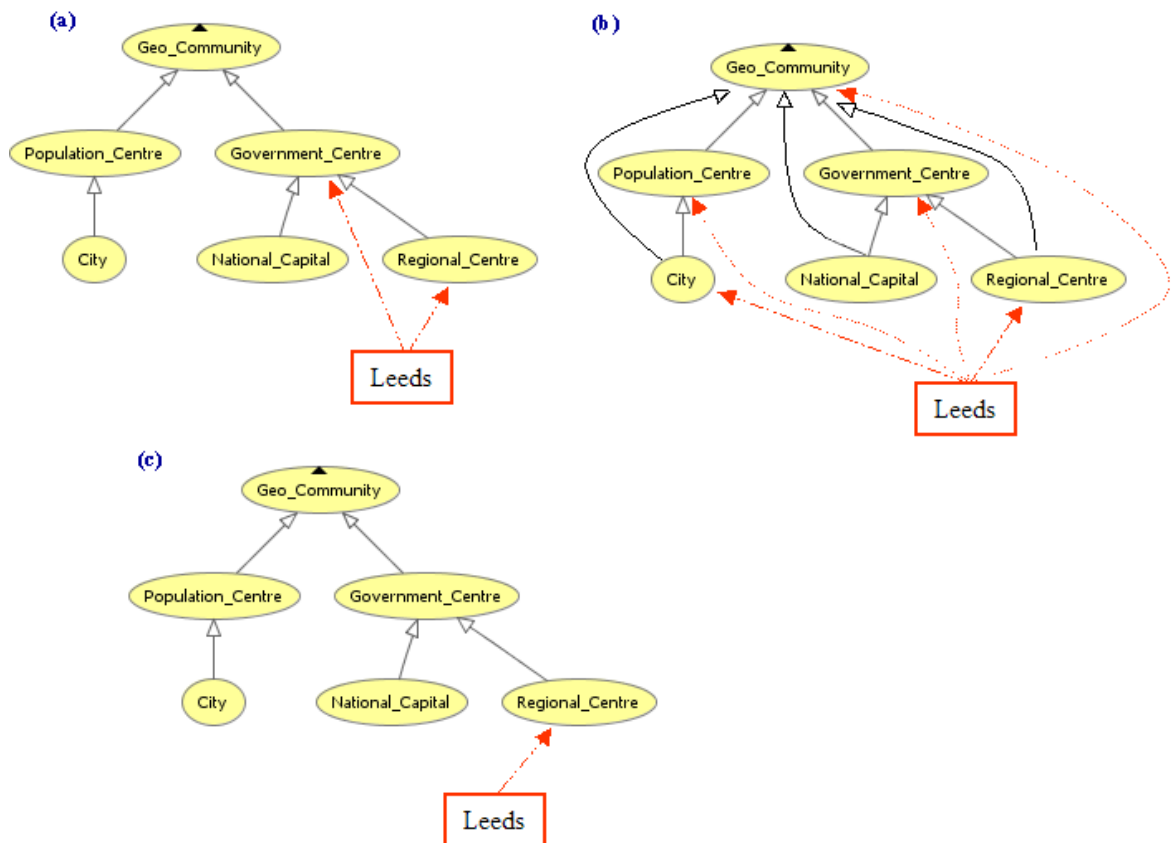 (a)
Geo_Community
Population_Centre
Government_Centre
City
National_Capital
Regional_Centre
Leeds
(b)
Geo_Community
Population_Centre
Government_Centre
City
National_Capital
Regional_Centre
Leeds
(c)
Geo_Community
Population_Centre
Government_Centre
City
National_Capital
Regional_Centre
Leeds